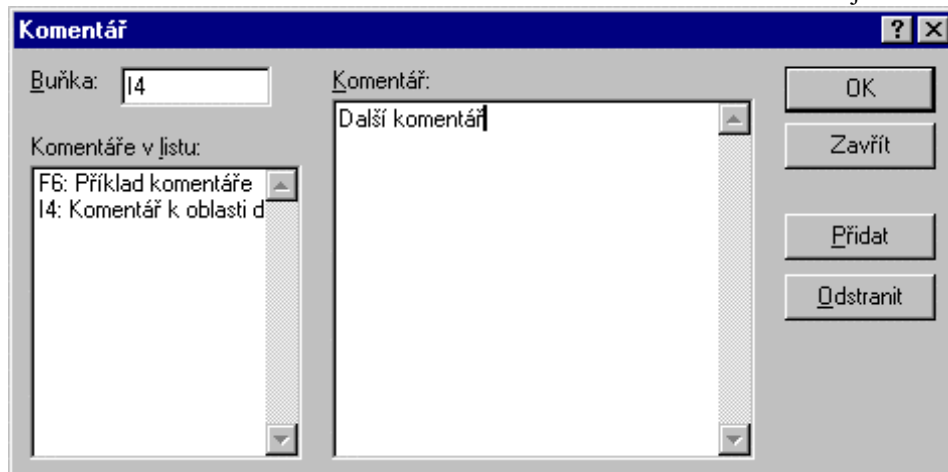 Komentář
Buňka:
I4
Komentáře v listu:
F6: Příklad komentáře
I4: Komentář k oblasti d
Komentář:
Další komentář
OK
Zavřít
Přidat
Odstranit